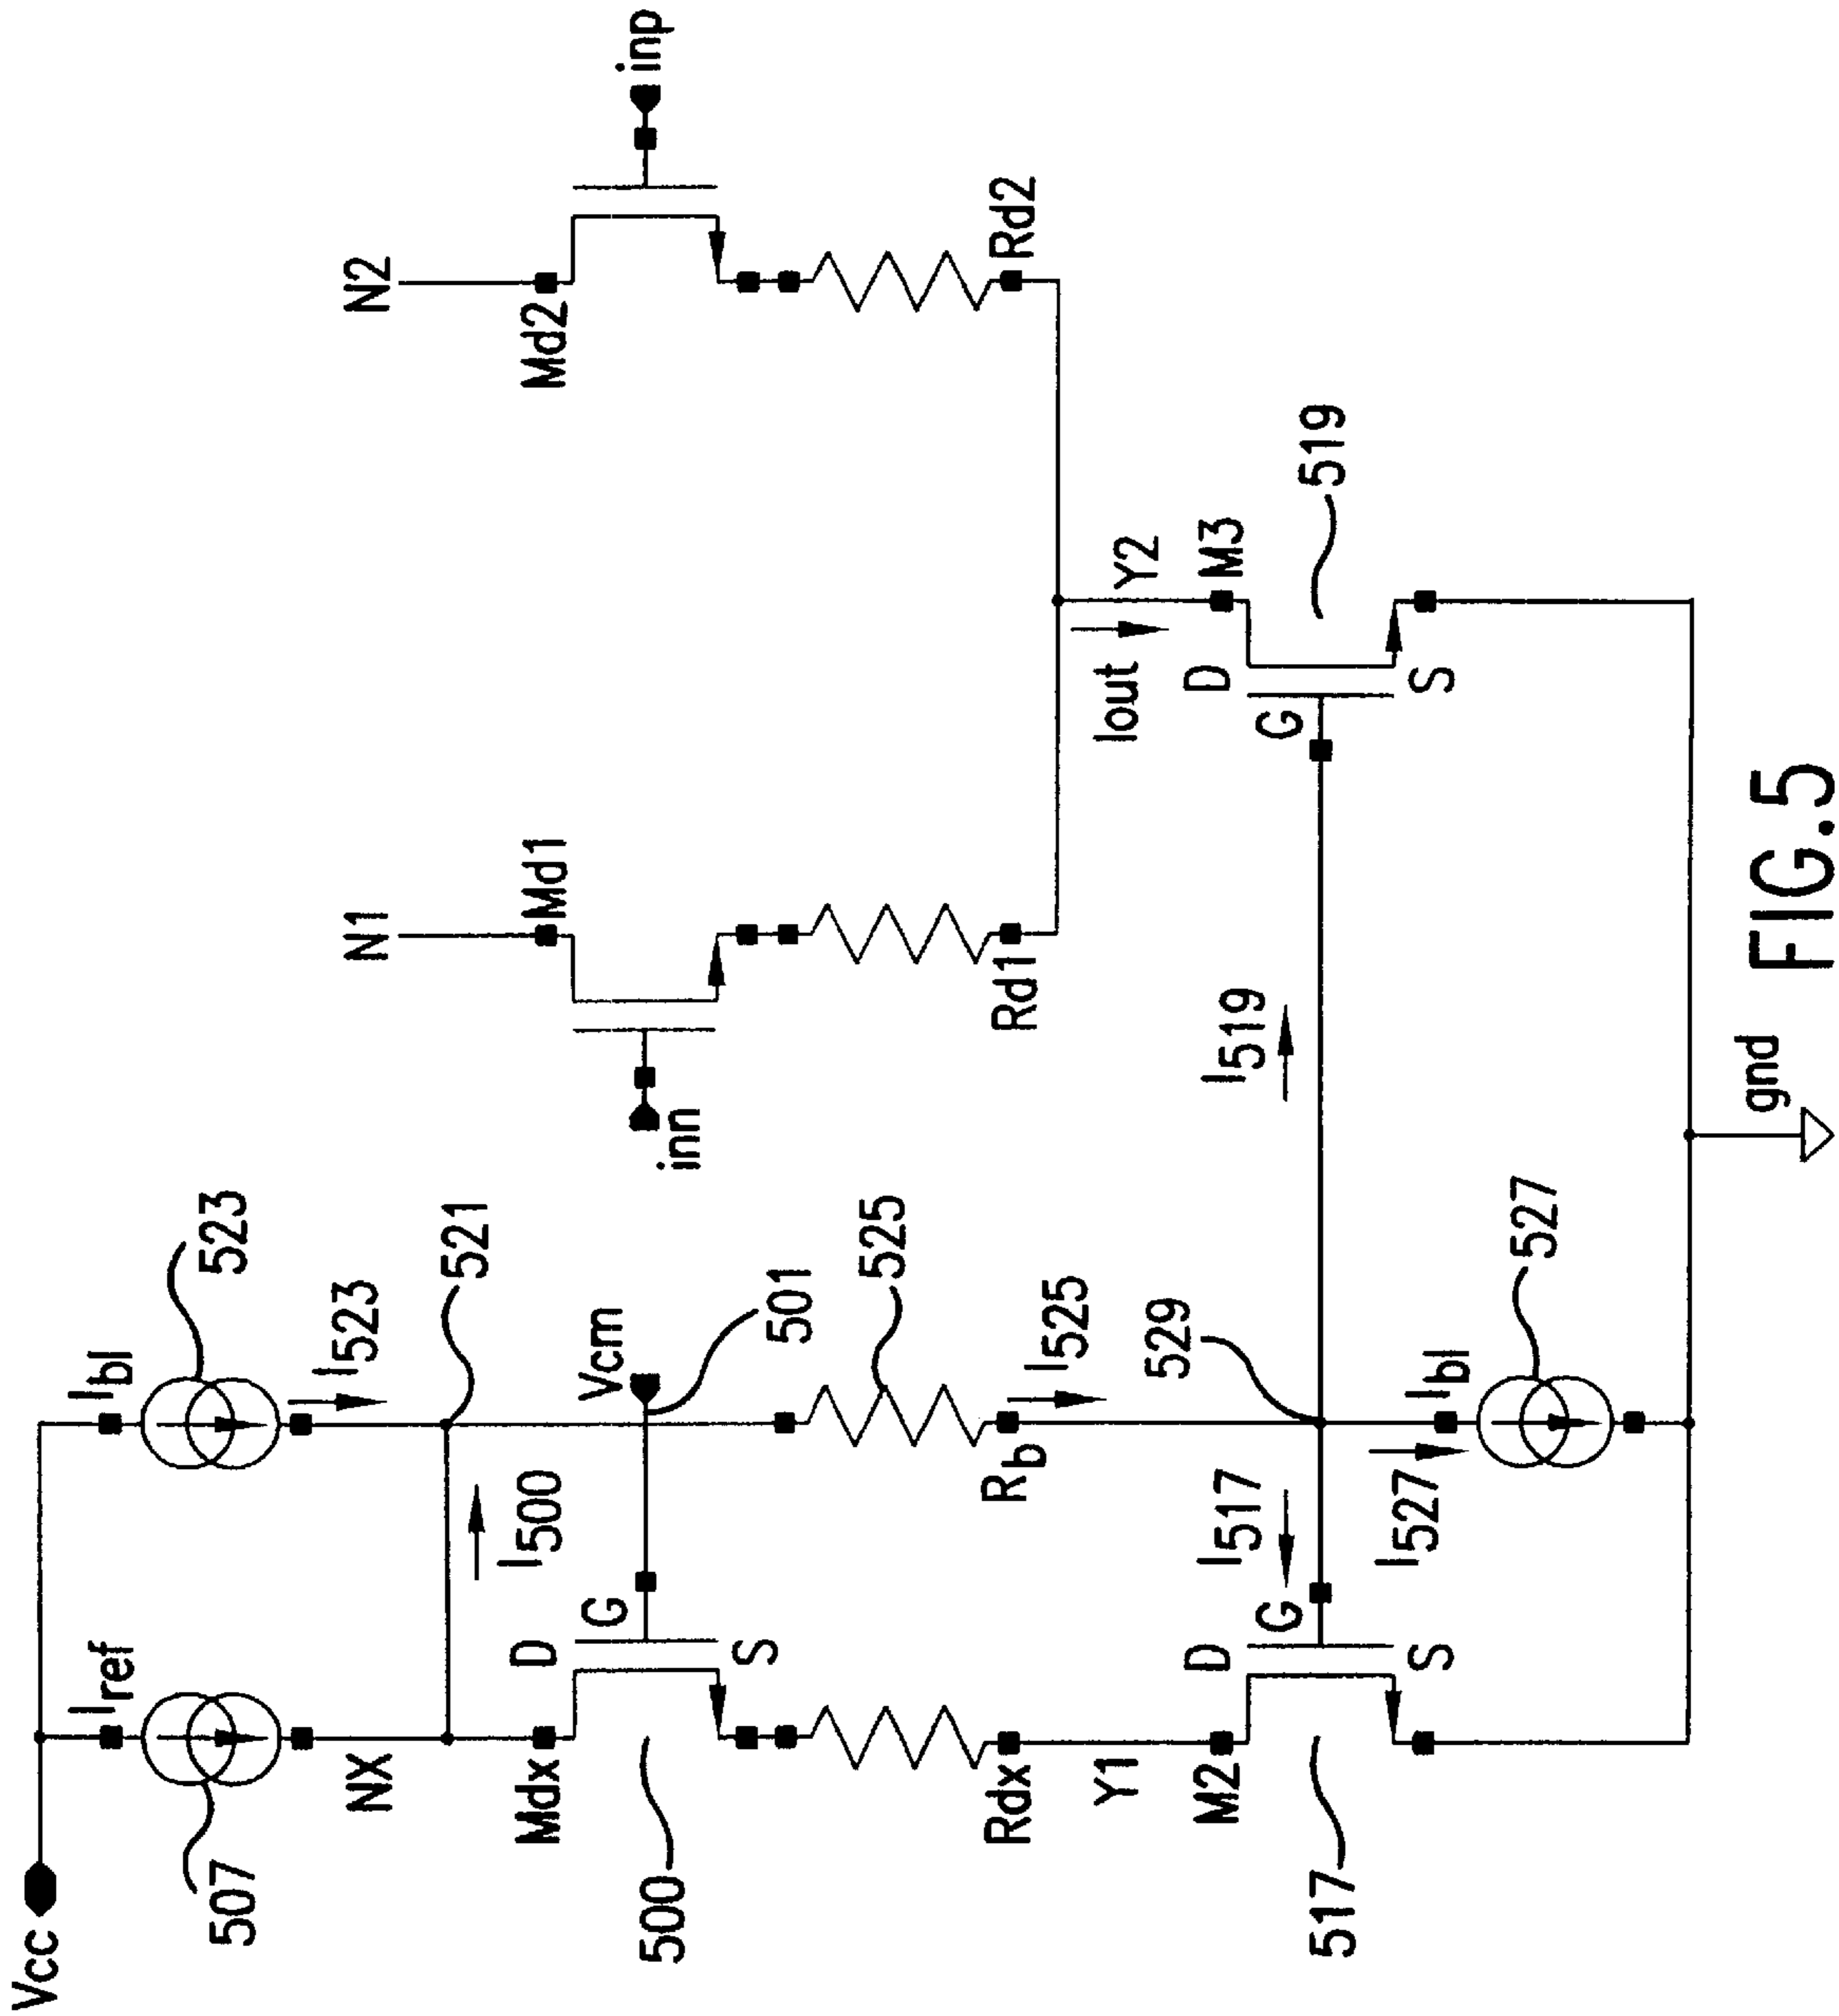 Vcc
507
Iref
Ibl
523
I523
NX
521
I500
Mdx
D
G
S
500
Vcm
501
525
Rdx
Rb
I525
Y1
529
M2
D
G
S
517
I517
I527
Ibl
527
I519
gnd
N1
Md1
inn
Rd1
N2
Md2
inp
Rd2
Iout
Y2
M3
D
G
S
519
FIG.5